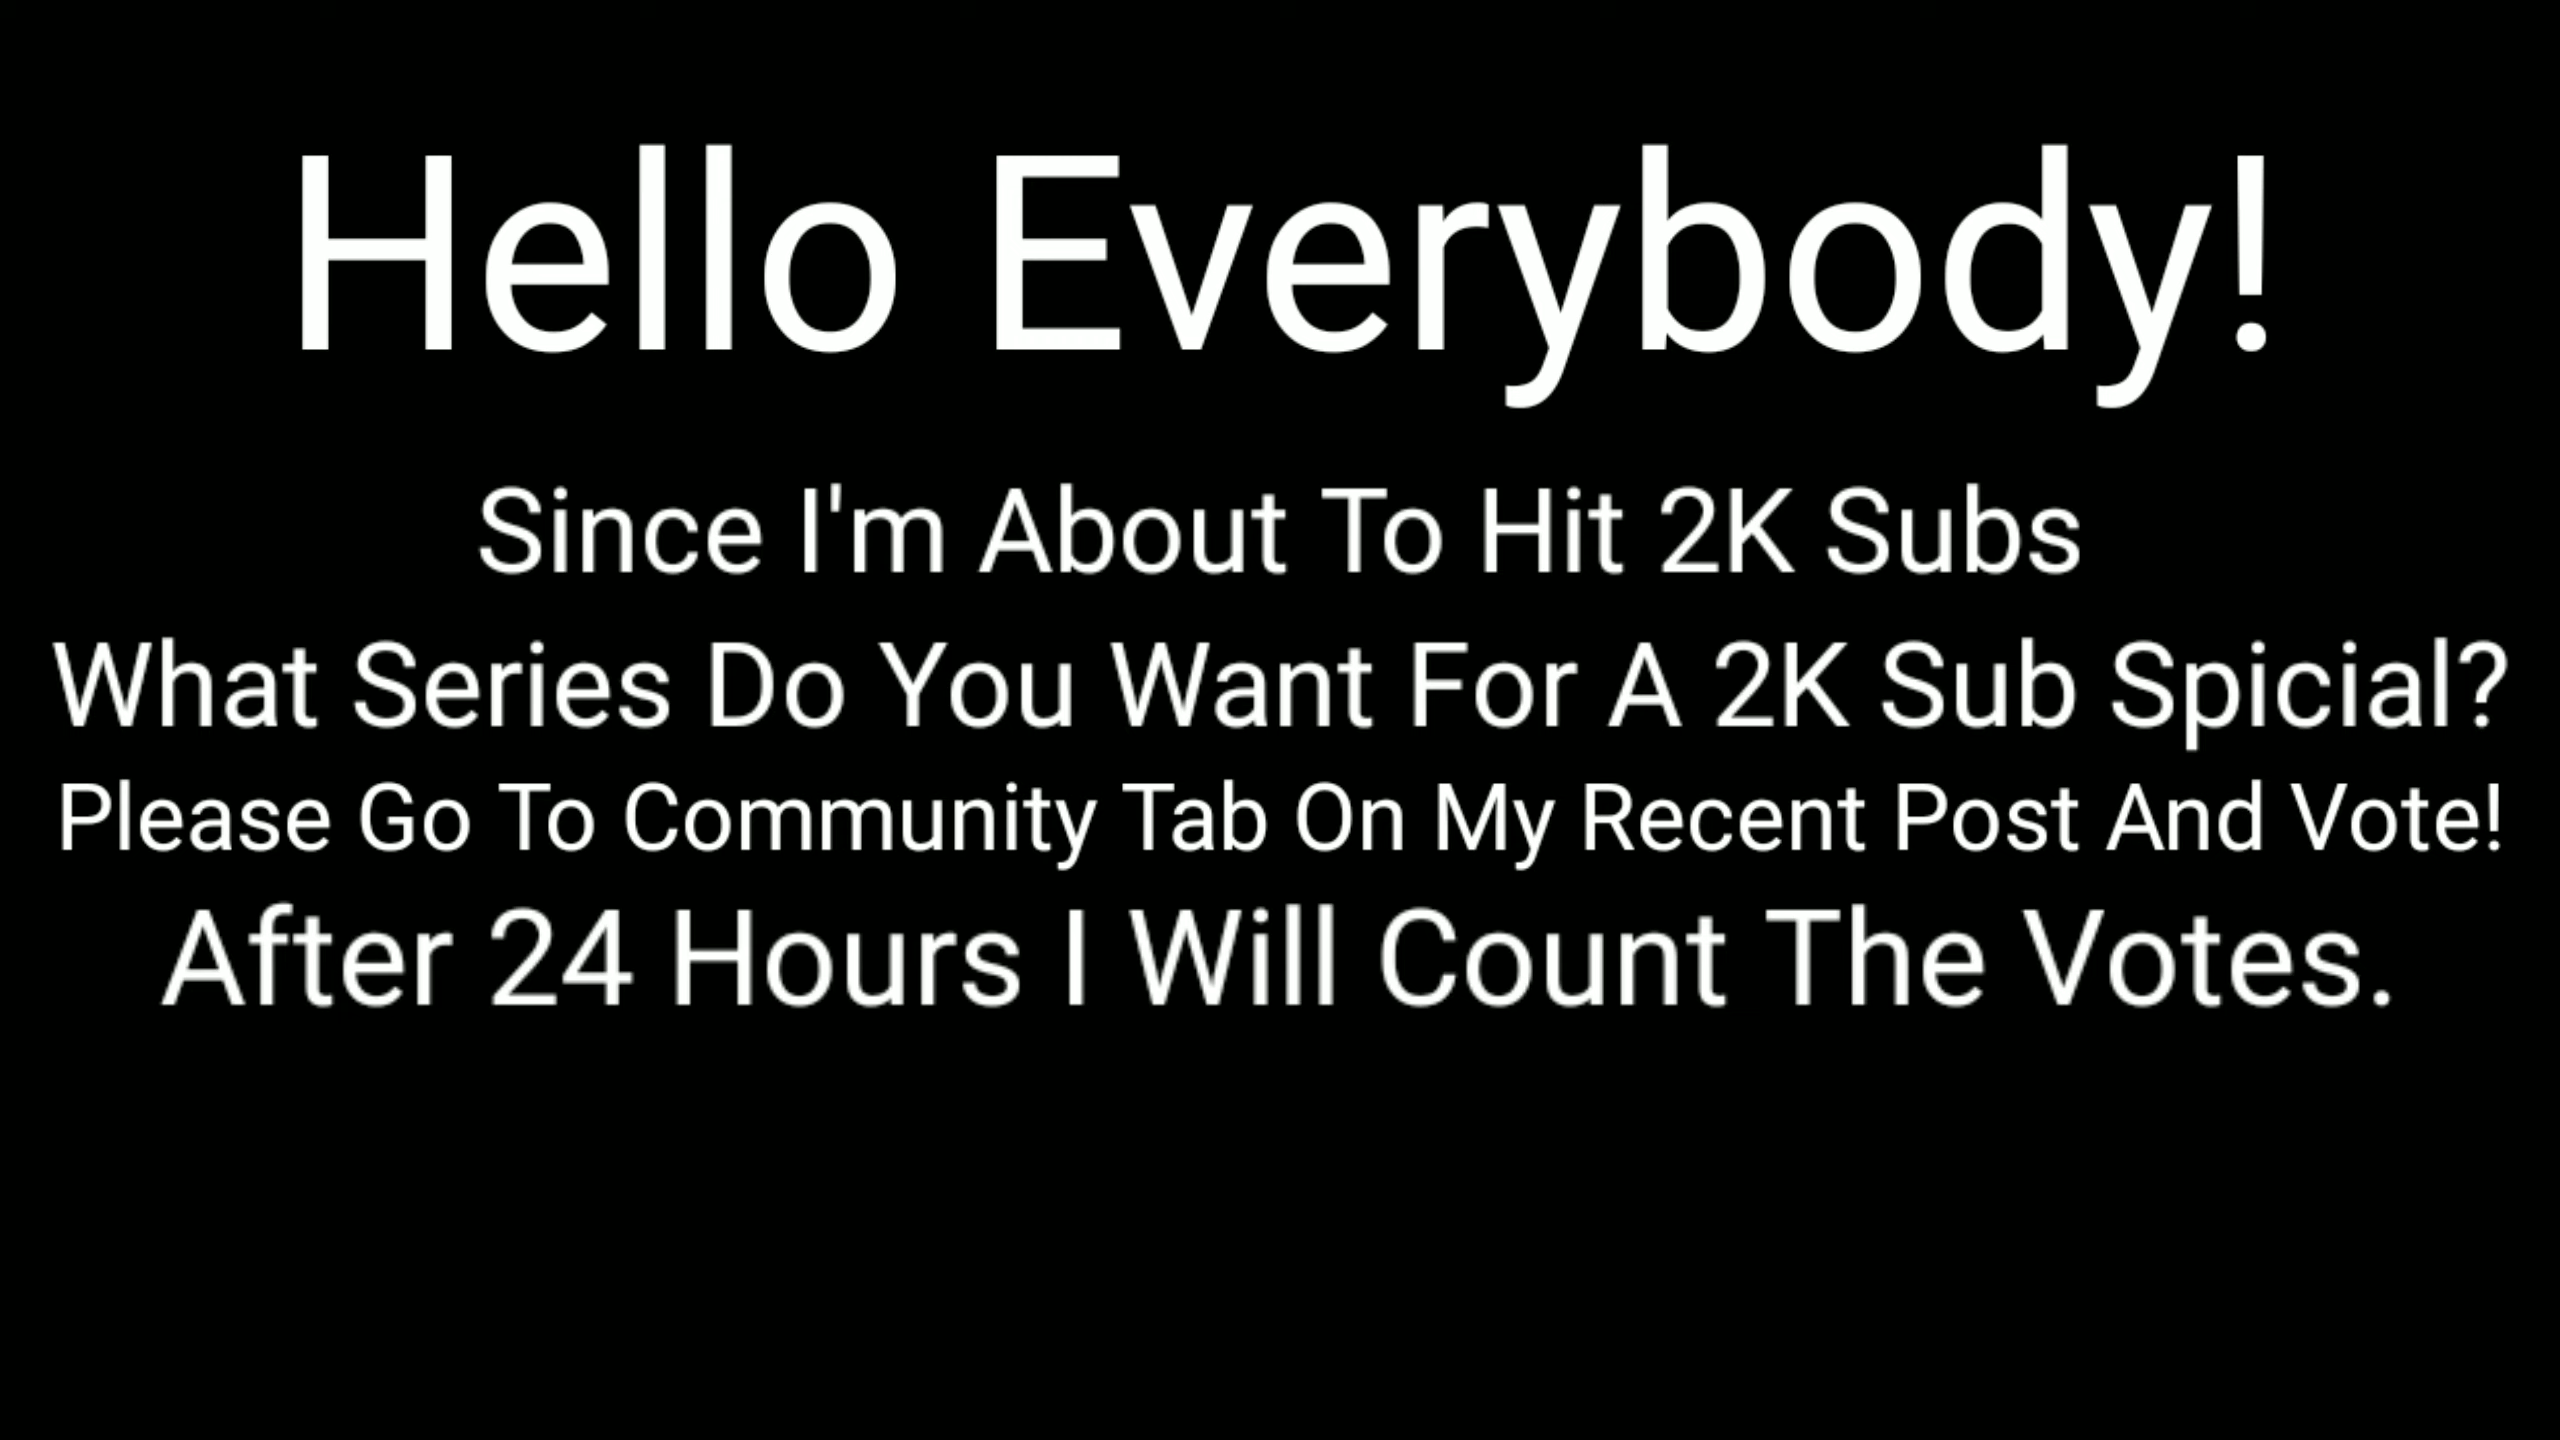 Hello Everybody!
Since I'm About To Hit 2K Subs
What Series Do You Want For A 2K Sub Spicial?
Please Go To Community Tab On My Recent Post And Vote!
After 24 Hours I Will Count The Votes.